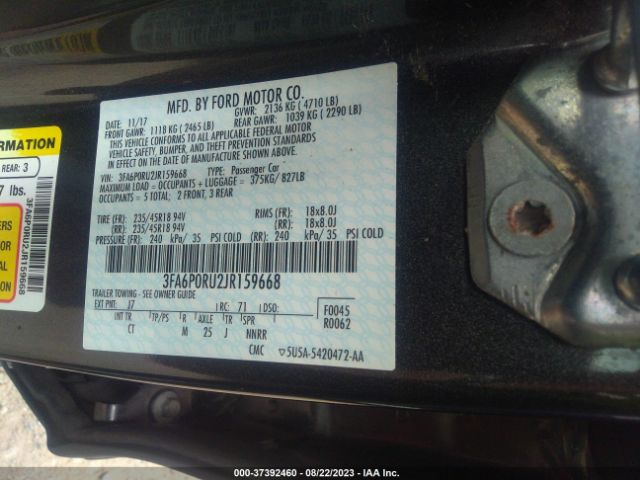 MFD. BY FORD MOTOR CO.
DATE: 11/17 GVWR: 2136 KG ( 4710 LB)
FRONT GAWR: 1118 KG ( 2465 LB) REAR GAWR: 1039 KG ( 2290 LB)
THIS VEHICLE CONFORMS TO ALL APPLICABLE FEDERAL MOTOR
VEHICLE SAFETY, BUMPER, AND THEFT PREVENTION STANDARDS
IN EFFECT ON THE DATE OF MANUFACTURE SHOWN ABOVE.
VIN: 3FA6P0RU2JR159668 TYPE: Passenger Car
MAXIMUM LOAD = OCCUPANTS + LUGGAGE = 375KG/ 827LB
OCCUPANTS = 5 TOTAL; 2 FRONT, 3 REAR
TIRE (FR): 235/45R18 94V RIMS (FR): 18x8.0J
(RR): 235/45R18 94V (RR): 18x8.0J
PRESSURE (FR): 240 kPa/ 35 PSI COLD (RR): 240 kPa/ 35 PSI COLD
3FA6P0RU2JR159668
TRAILER TOWING - SEE OWNER GUIDE
EXT PNT: J7 RC: 71 DSO: F0045
INT TR TP/PS R AXLE TR SPR R0062
CT M 25 J NNRR
CMC 5U5A-5420472-AA
ORMATION
REAR: 3
7 lbs.
3FA6P0RU2JR159668
ERS
R
000-37392460 - 08/22/2023 - IAA Inc.